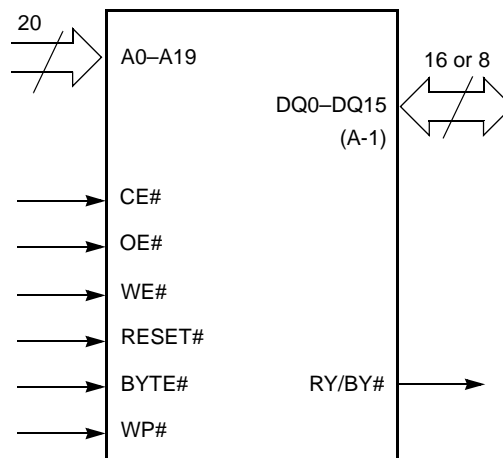 20
A0–A19
16 or 8
DQ0–DQ15
(A-1)
CE#
OE#
WE#
RESET#
BYTE#
RY/BY#
WP#